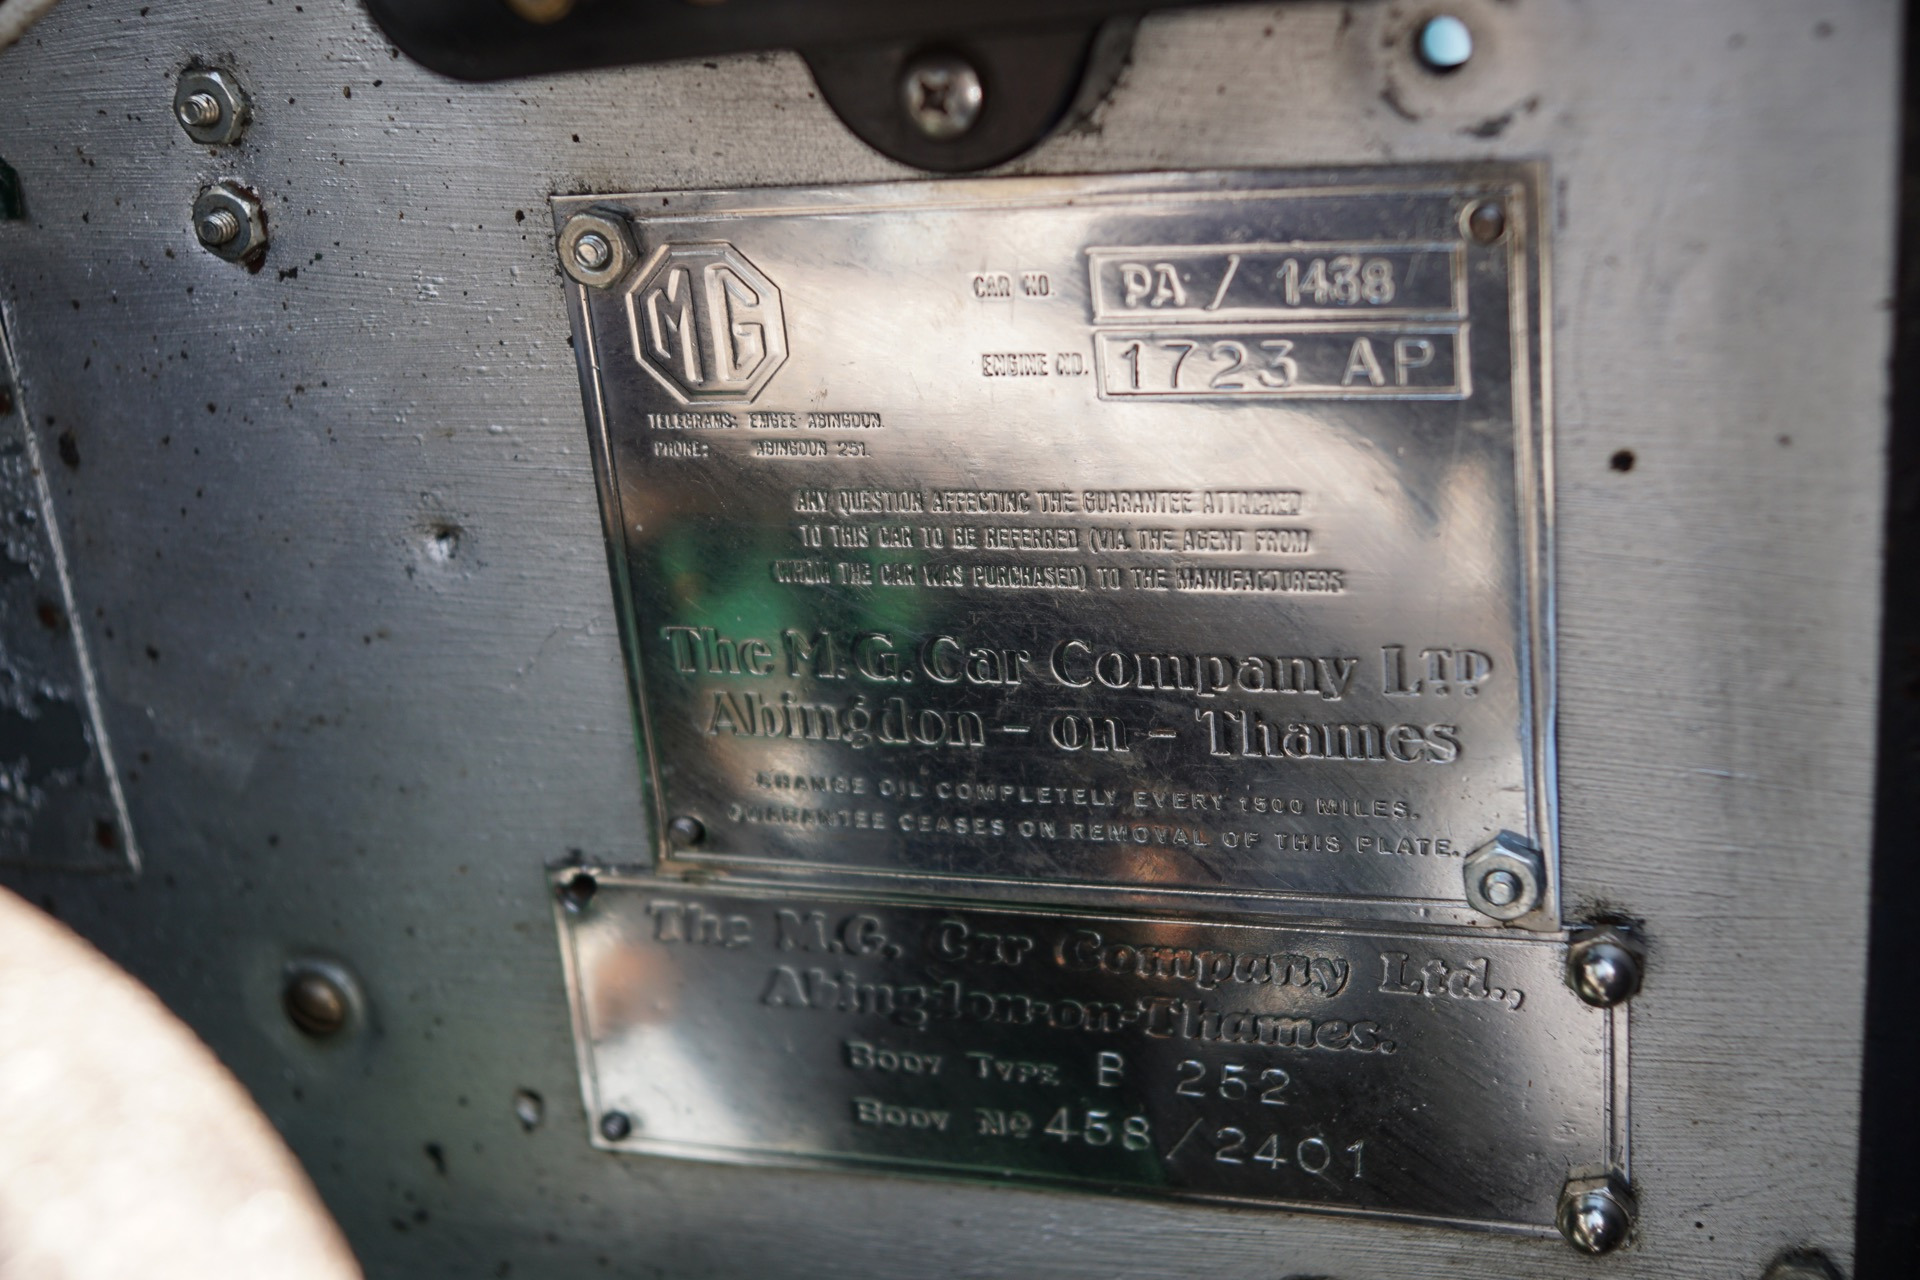 MG
CAR NO. PA / 1438
ENGINE NO. 1723 AP
TELEGRAMS: EMGEE ABINGDON.
PHONE: ABINGDON 251.
ANY QUESTION AFFECTING THE GUARANTEE ATTACHED
TO THIS CAR TO BE REFERRED (VIA THE AGENT FROM
WHOM THE CAR WAS PURCHASED) TO THE MANUFACTURERS
The M.G. Car Company LTD.
Abingdon-on-Thames
CHANGE OIL COMPLETELY EVERY 1500 MILES.
GUARANTEE CEASES ON REMOVAL OF THIS PLATE.
The M.G. Car Company Ltd.,
Abingdon-on-Thames.
BODY TYPE B 252
BODY No 458/2401